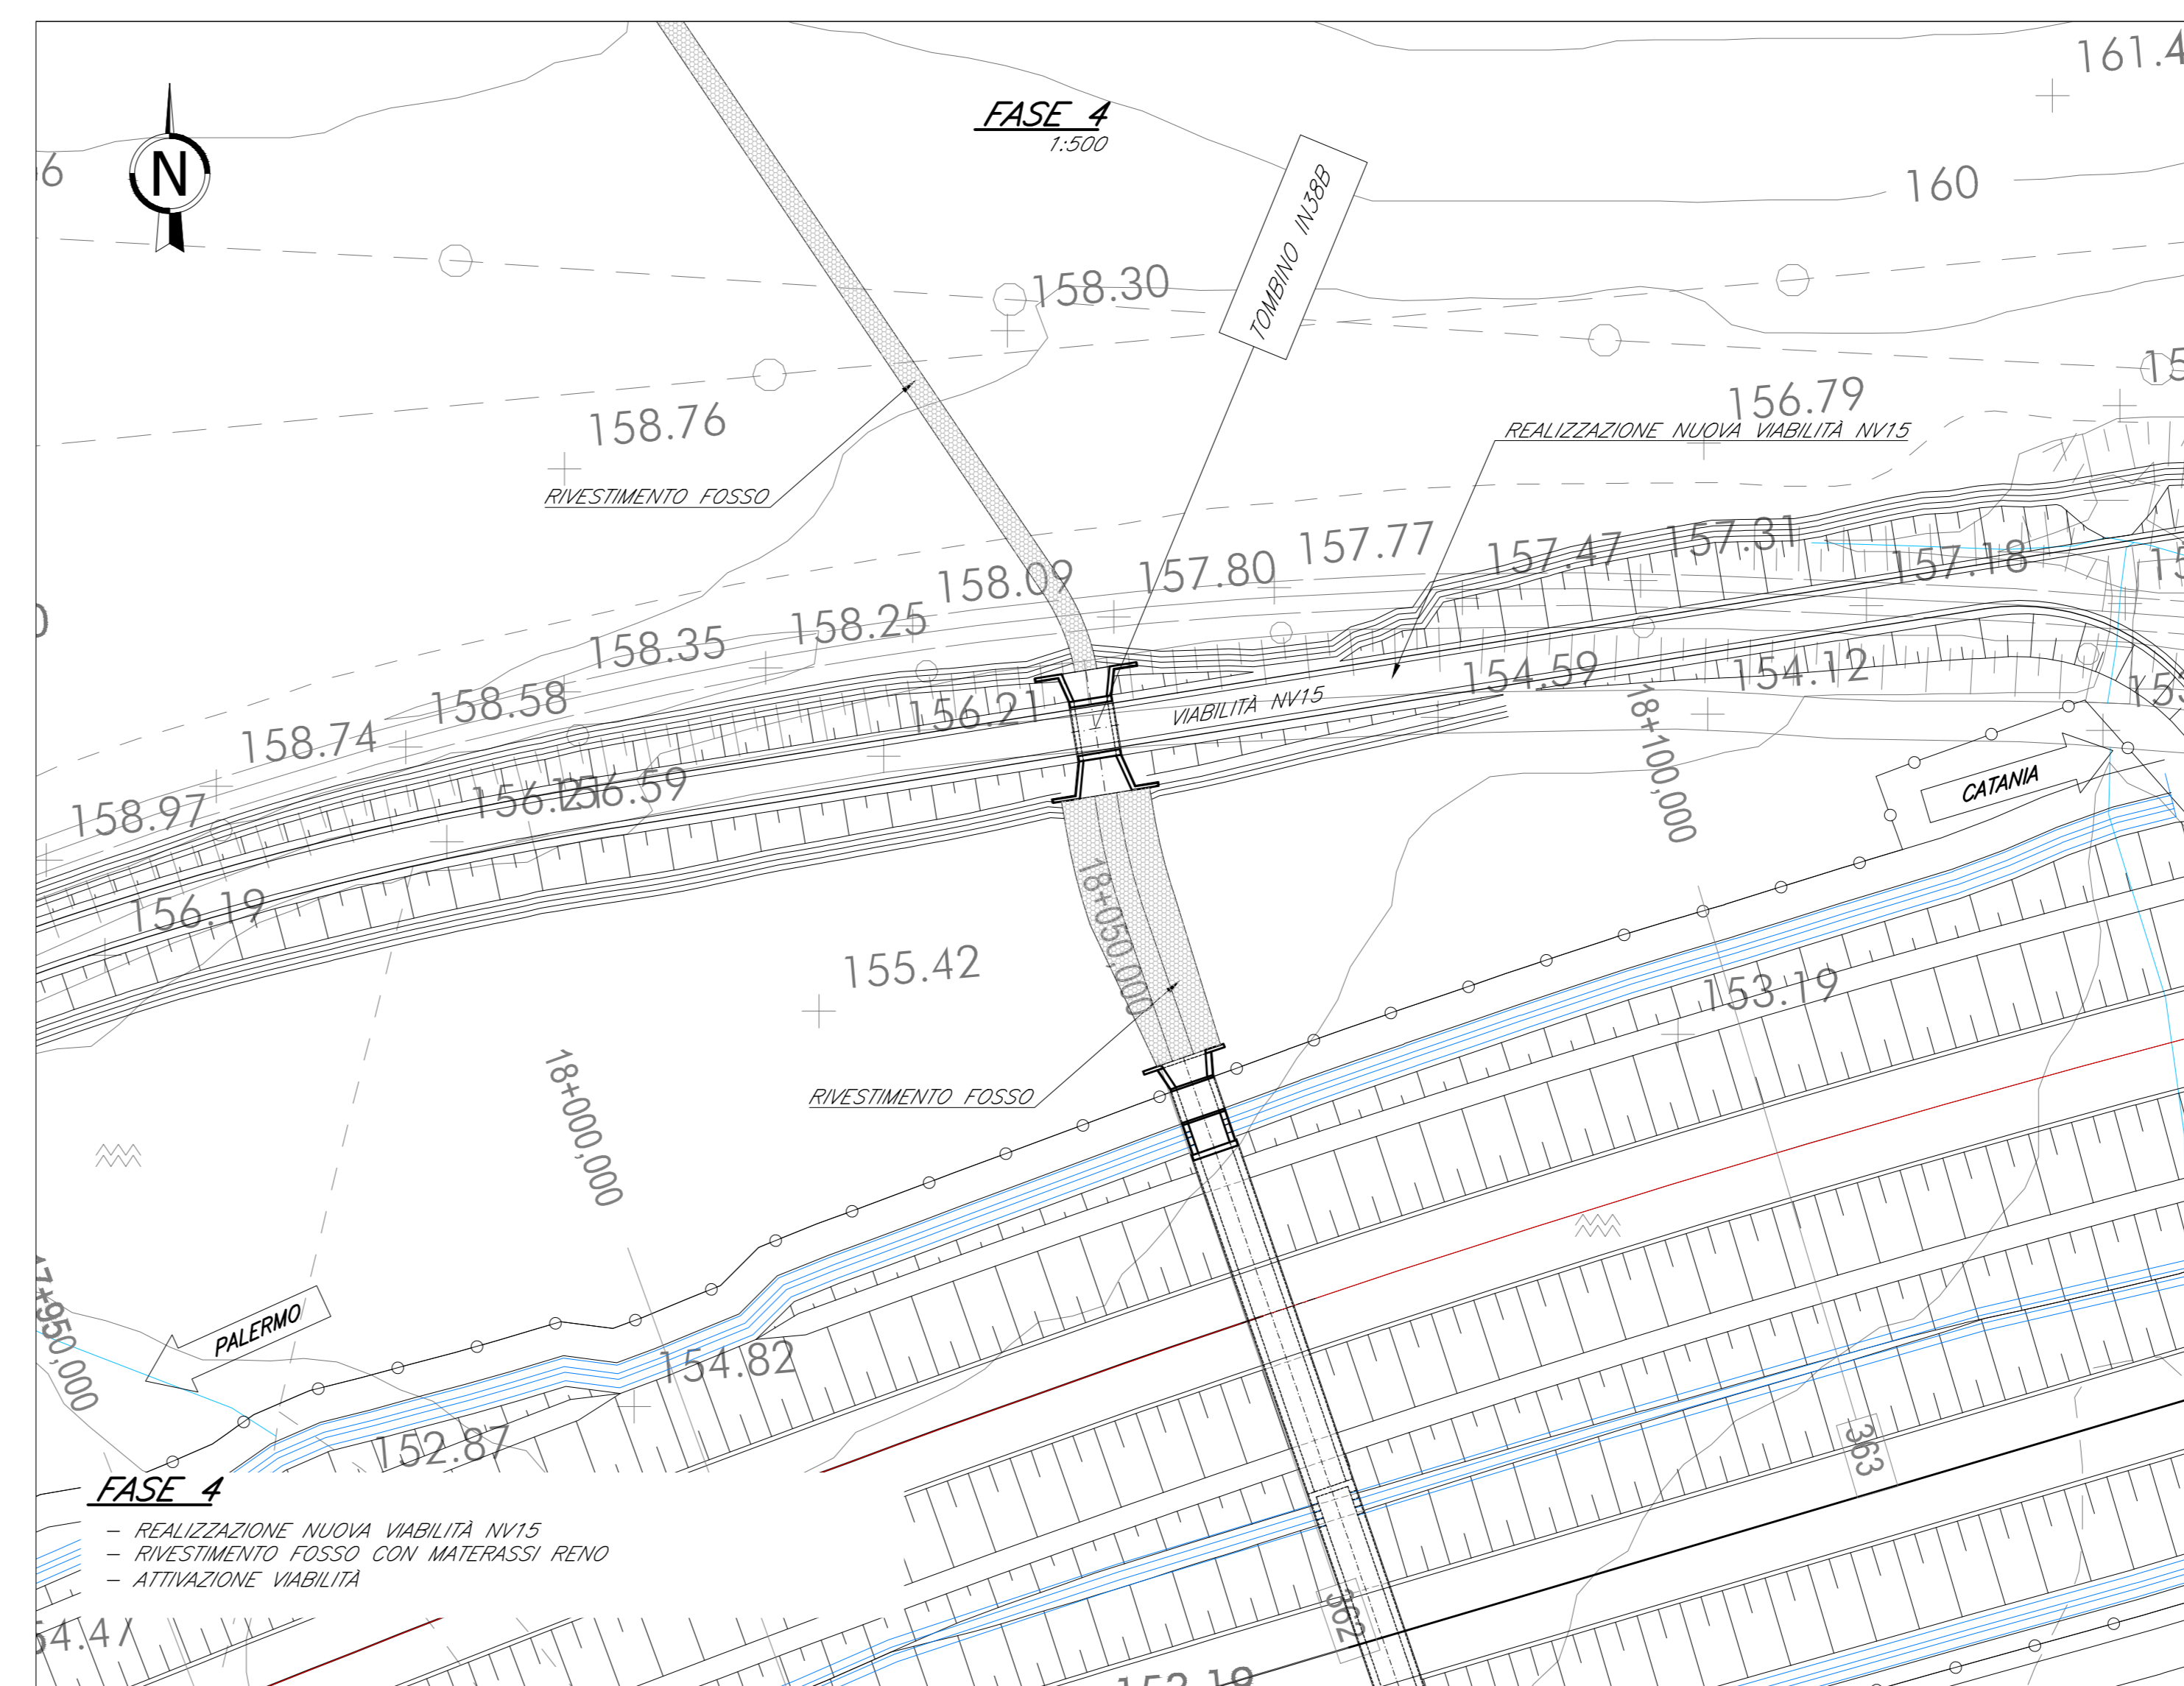 161.4
FASE 4
1:500
N
160
TOMBINO IN38B
158.30
158.76
156.79
REALIZZAZIONE NUOVA VIABILITÀ NV15
RIVESTIMENTO FOSSO
157.77
157.47
157.31
157.18
157.80
158.09
158.25
158.35
158.58
158.74
158.97
154.59
154.12
156.21
VIABILITÀ NV15
156.59
156.19
18+100,000
CATANIA
18+050,000
155.42
153.19
18+000,000
RIVESTIMENTO FOSSO
17+950,000
PALERMO
154.82
152.87
363
362
FASE 4
– REALIZZAZIONE NUOVA VIABILITÀ NV15
– RIVESTIMENTO FOSSO CON MATERASSI RENO
– ATTIVAZIONE VIABILITÀ